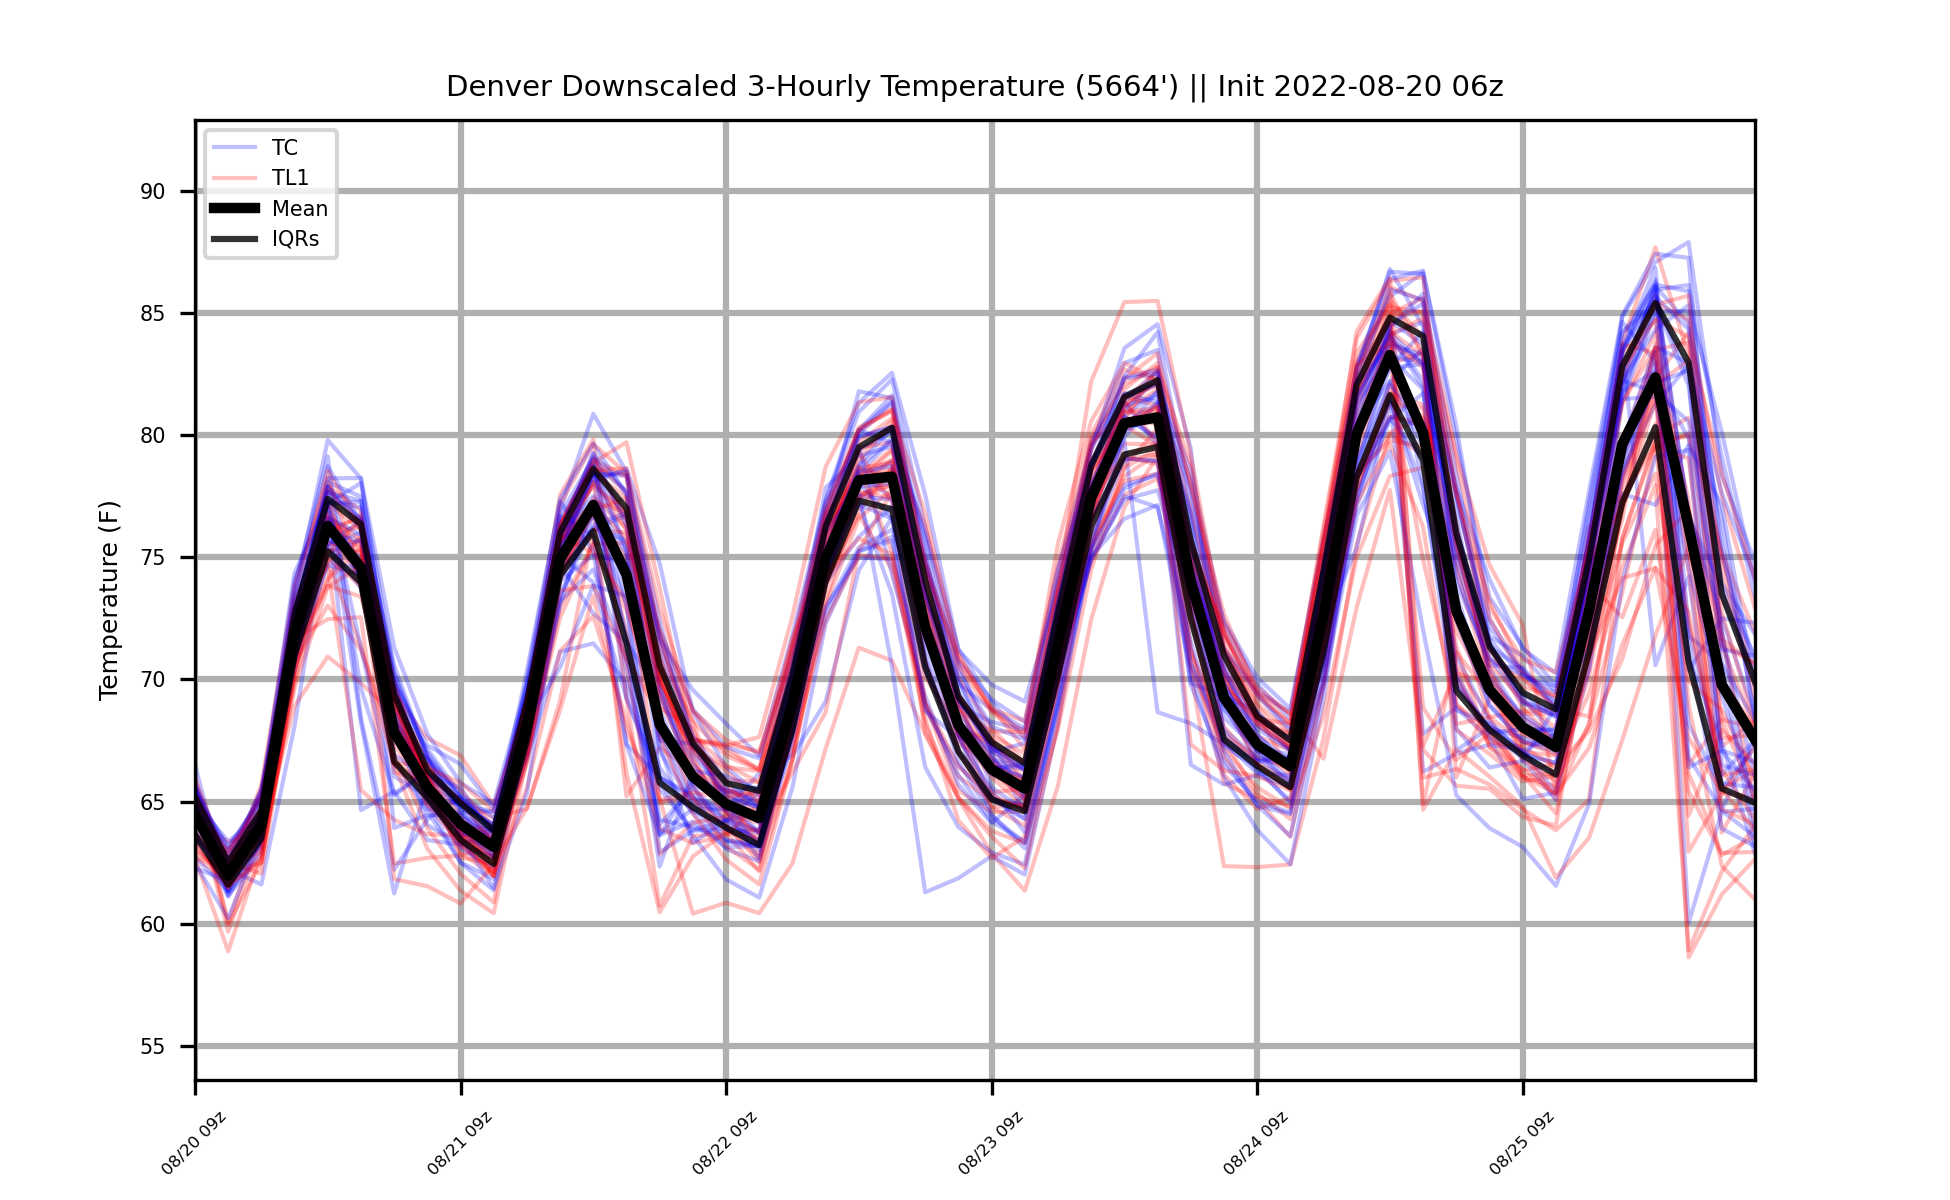 Denver Downscaled 3-Hourly Temperature (5664') || Init 2022-08-20 06z
TC
TL1
Mean
IQRs
Temperature (F)
90
85
80
75
70
65
60
55
08/20 09z
08/21 09z
08/22 09z
08/23 09z
08/24 09z
08/25 09z